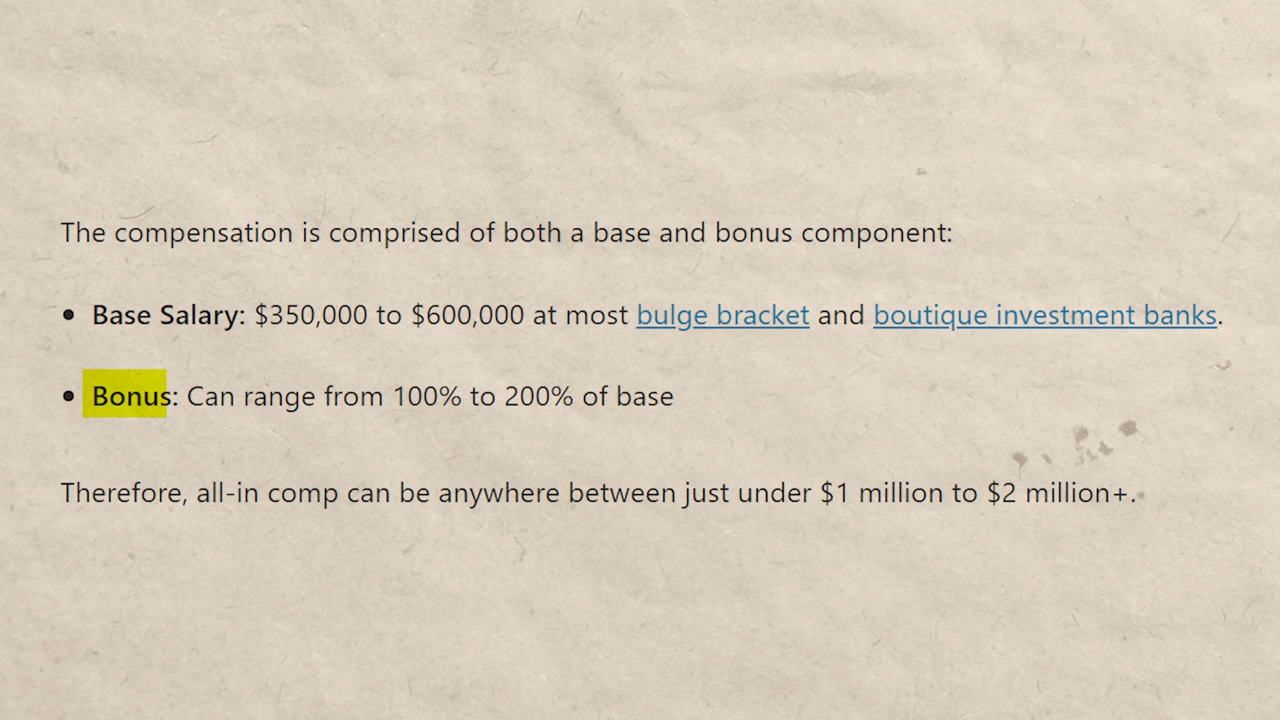 The compensation is comprised of both a base and bonus component:
• Base Salary: $350,000 to $600,000 at most bulge bracket and boutique investment banks.
• Bonus: Can range from 100% to 200% of base
Therefore, all-in comp can be anywhere between just under $1 million to $2 million+.